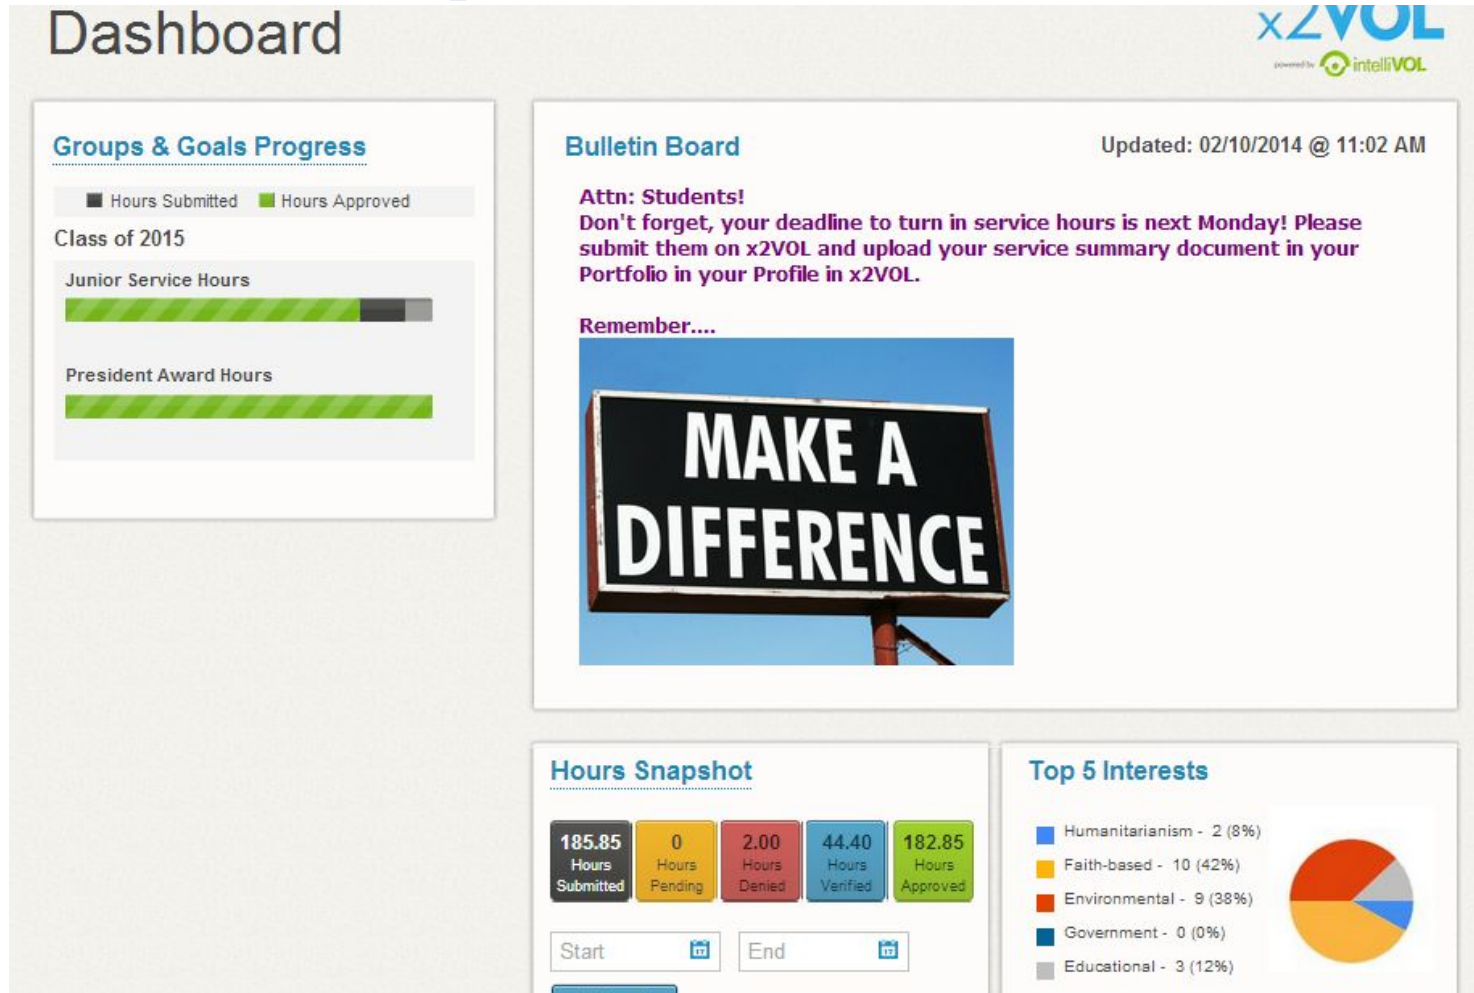 Dashboard
x2VOL
powered by intelliVOL
Groups & Goals Progress
Hours Submitted Hours Approved
Class of 2015
Junior Service Hours
President Award Hours
Bulletin Board Updated: 02/10/2014 @ 11:02 AM
Attn: Students!
Don't forget, your deadline to turn in service hours is next Monday! Please
submit them on x2VOL and upload your service summary document in your
Portfolio in your Profile in x2VOL.
Remember....
MAKE A
DIFFERENCE
Hours Snapshot
185.85 0 2.00 44.40 182.85
Hours Hours Hours Hours Hours
Submitted Pending Denied Verified Approved
Start 17 End 17
Top 5 Interests
Humanitarianism - 2 (8%)
Faith-based - 10 (42%)
Environmental - 9 (38%)
Government - 0 (0%)
Educational - 3 (12%)